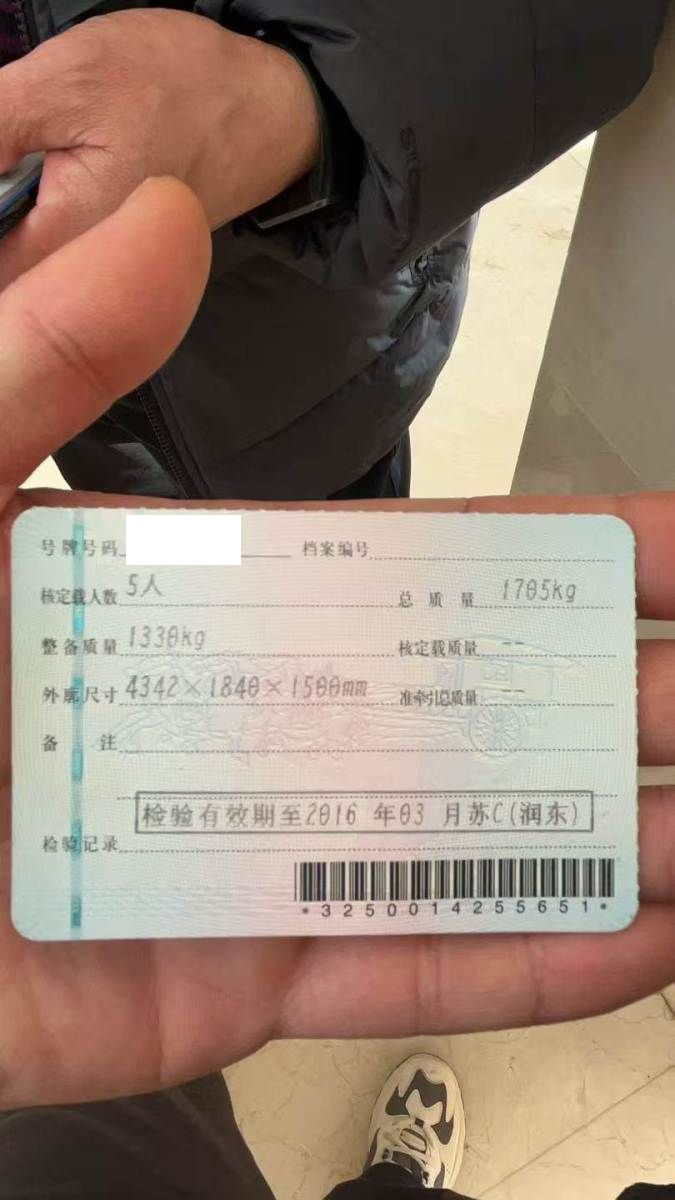 号牌号码 档案编号
核定载人数 5人 总质量 1705kg
整备质量 1330kg 核定载质量 --
外廓尺寸 4342×1840×1500mm 准牵引总质量 --
备 注
检验有效期至2016 年03 月苏C(润东)
检验记录
*3250014255651*